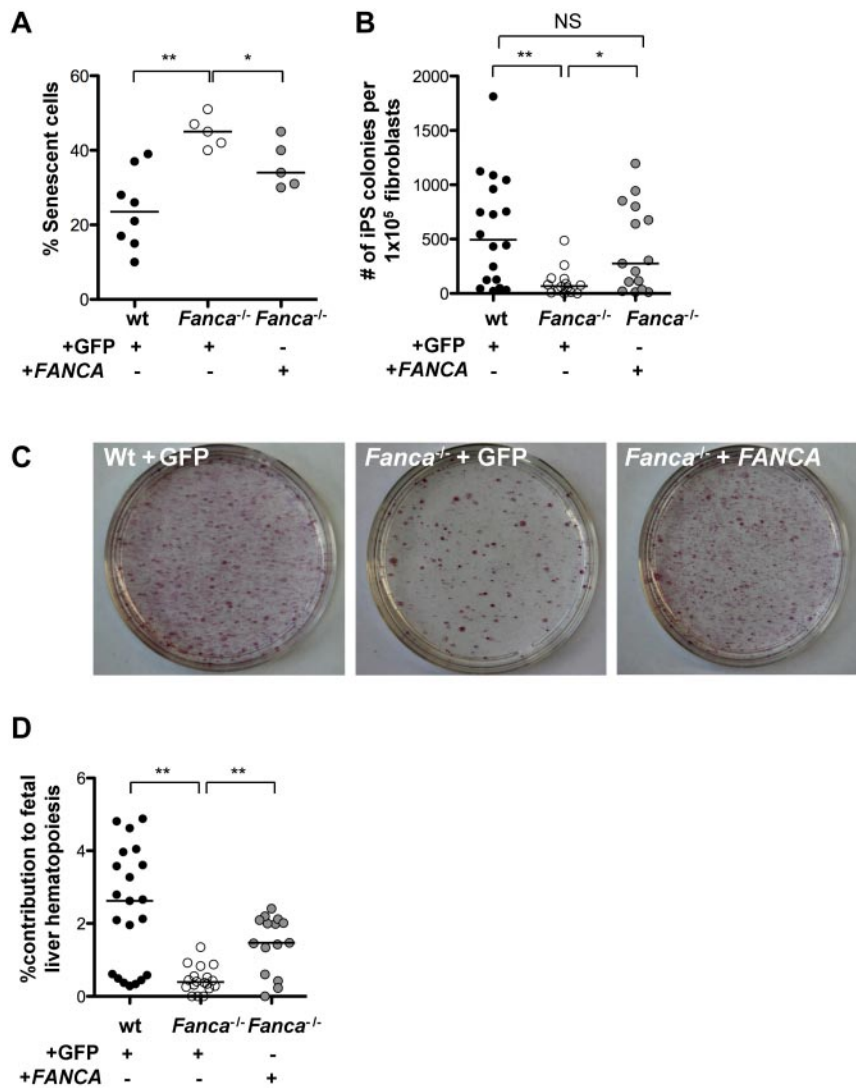 A
** *
% Senescent cells
60
40
20
0
wt Fanca-/- Fanca-/-
+GFP + + -
+FANCA - - +
B
NS
** *
# of iPS colonies per
1x10⁵ fibroblasts
2000
1500
1000
500
0
wt Fanca-/- Fanca-/-
+GFP + + -
+FANCA - - +
C
Wt +GFP
Fanca-/- + GFP
Fanca-/- + FANCA
D
** **
%contribution to fetal
liver hematopoiesis
6
4
2
0
wt Fanca-/- Fanca-/-
+GFP + + -
+FANCA - - +